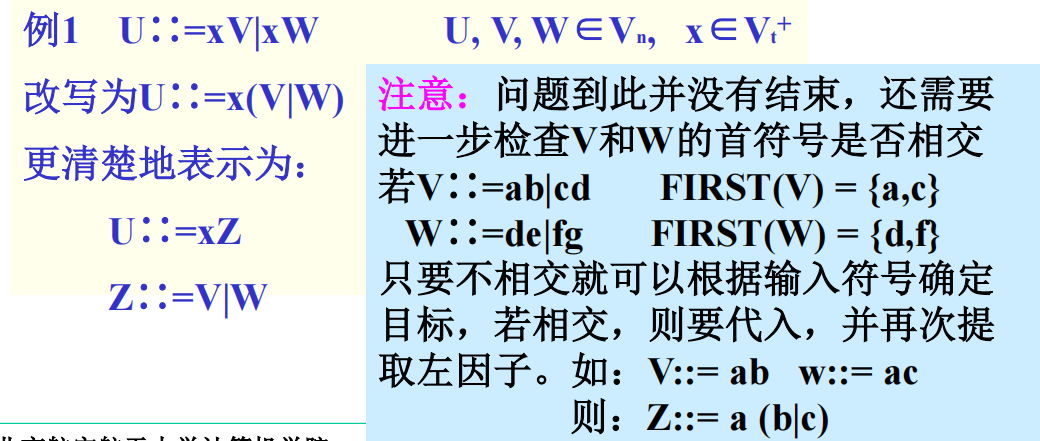 例1 U∷=xV|xW U, V, W∈Vn, x∈Vt+
改写为U∷=x(V|W)
更清楚地表示为：
U∷=xZ
Z∷=V|W
注意：问题到此并没有结束，还需要
进一步检查V和W的首符号是否相交
若V∷=ab|cd FIRST(V) = {a,c}
W∷=de|fg FIRST(W) = {d,f}
只要不相交就可以根据输入符号确定
目标，若相交，则要代入，并再次提
取左因子。如：V::= ab w::= ac
则：Z::= a (b|c)